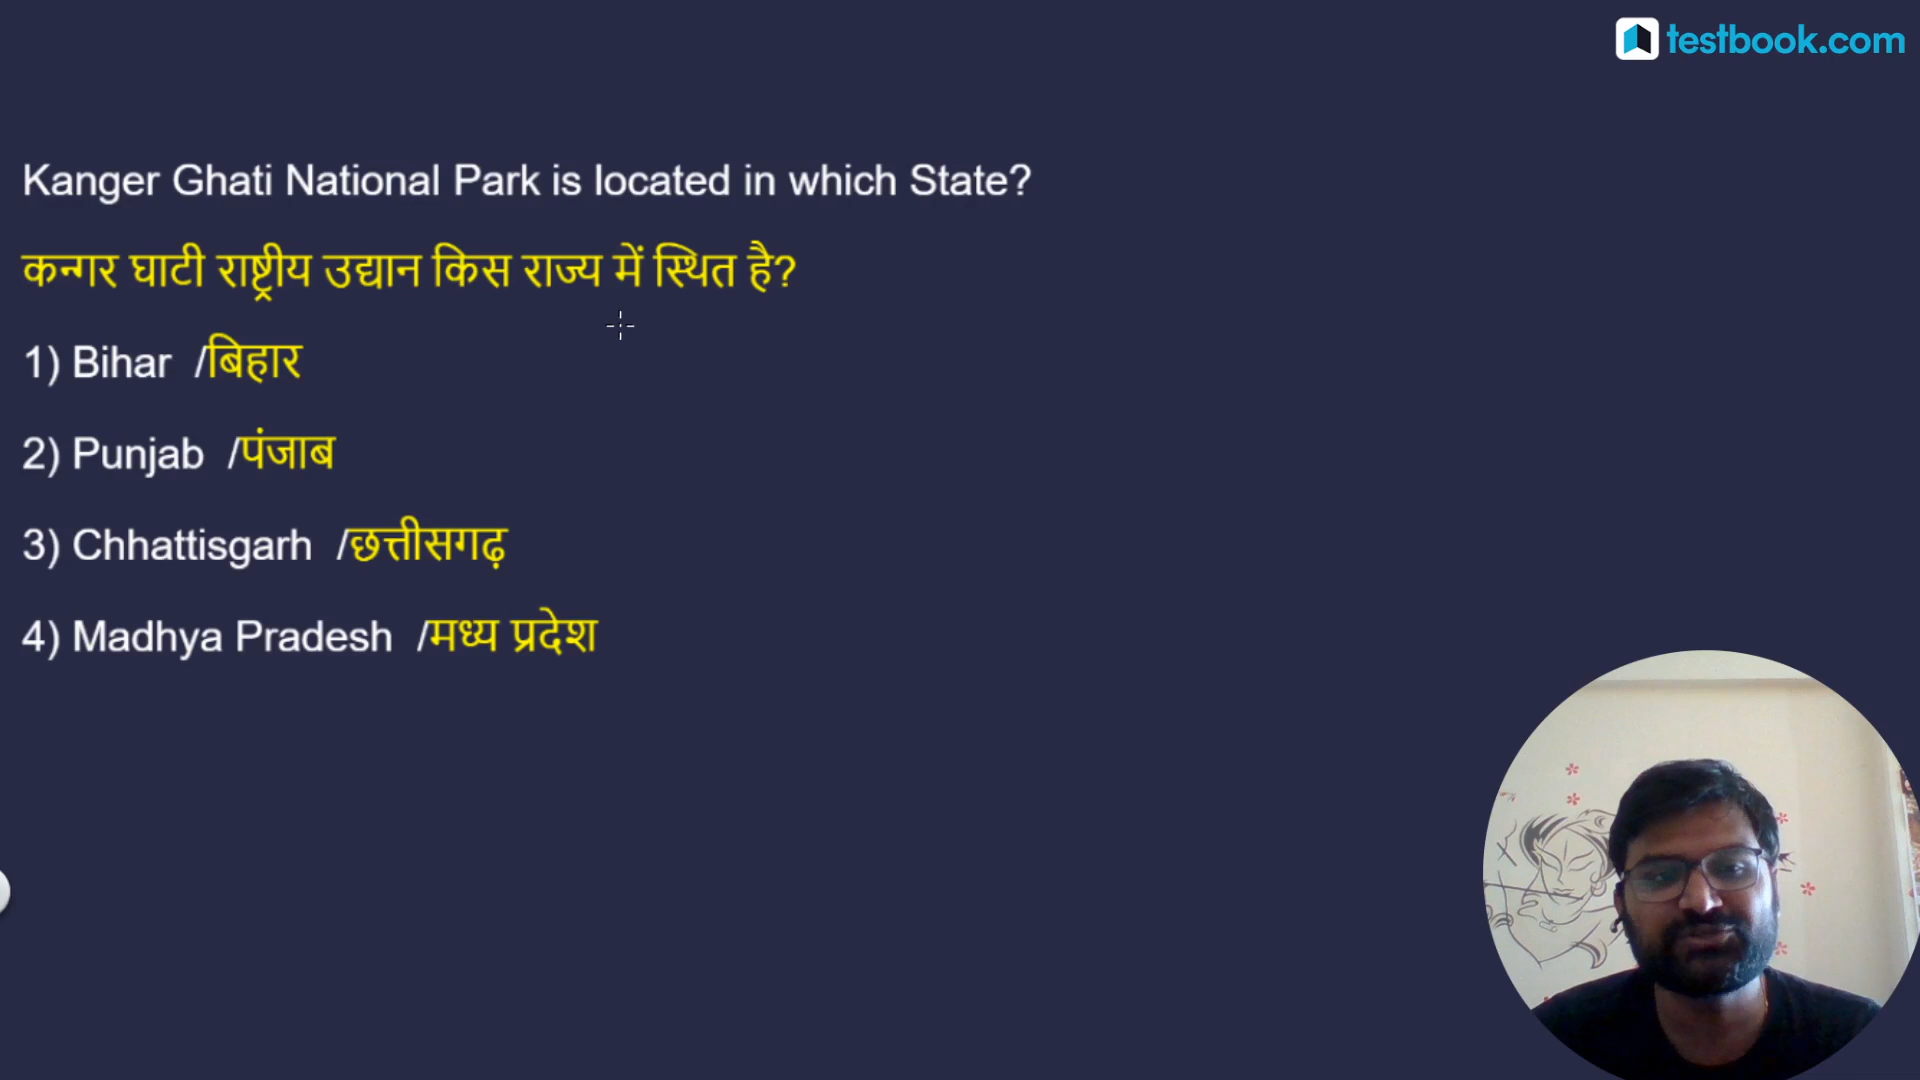 testbook.com
Kanger Ghati National Park is located in which State?
कन्गर घाटी राष्ट्रीय उद्यान किस राज्य में स्थित है?
1) Bihar /बिहार
2) Punjab /पंजाब
3) Chhattisgarh /छत्तीसगढ़
4) Madhya Pradesh /मध्य प्रदेश